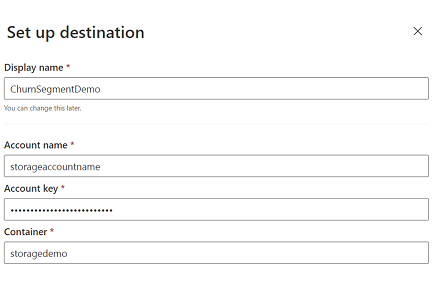 Set up destination
Display name *
ChurnSegmentDemo
You can change this later.
Account name *
storageaccountname
Account key *
••••••••••••••••••••••••••
Container *
storagedemo